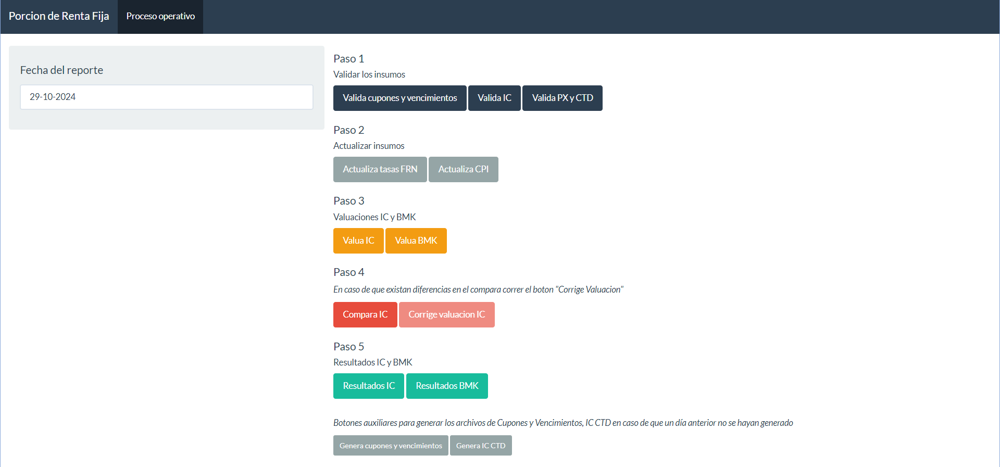 Porcion de Renta Fija Proceso operativo
Fecha del reporte
29-10-2024
Paso 1
Validar los insumos
Valida cupones y vencimientos Valida IC Valida PX y CTD
Paso 2
Actualizar insumos
Actualiza tasas FRN Actualiza CPI
Paso 3
Valuaciones IC y BMK
Valua IC Valua BMK
Paso 4
En caso de que existan diferencias en el compara correr el boton "Corrige Valuacion"
Compara IC Corrige valuacion IC
Paso 5
Resultados IC y BMK
Resultados IC Resultados BMK
Botones auxiliares para generar los archivos de Cupones y Vencimientos, IC CTD en caso de que un día anterior no se hayan generado
Genera cupones y vencimientos Genera IC CTD